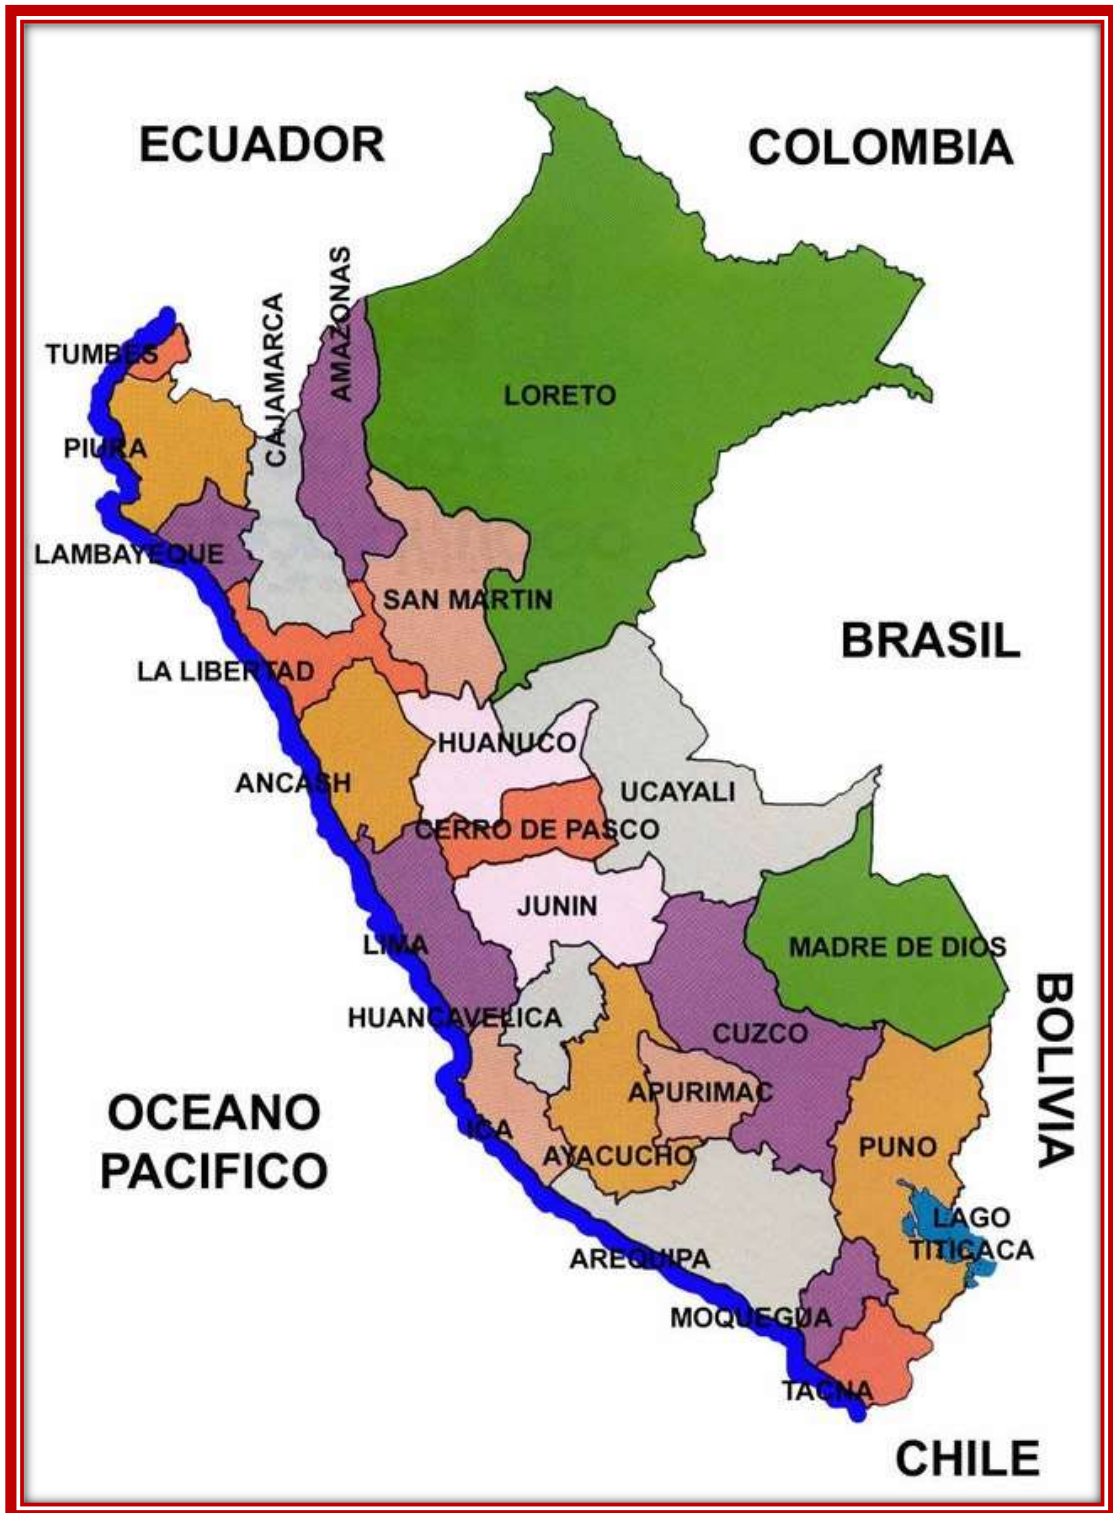 ECUADOR
COLOMBIA
AMAZONAS
CAJAMARCA
TUMBES
LORETO
PIURA
LAMBAYEQUE
SAN MARTIN
BRASIL
LA LIBERTAD
HUANUCO
ANCASH
UCAYALI
CERRO DE PASCO
JUNIN
LIMA
MADRE DE DIOS
HUANCAVELICA
CUZCO
BOLIVIA
APURIMAC
OCEANO
PACIFICO
ICA
AYACUCHO
PUNO
LAGO
TITICACA
AREQUIPA
MOQUEGUA
TACNA
CHILE